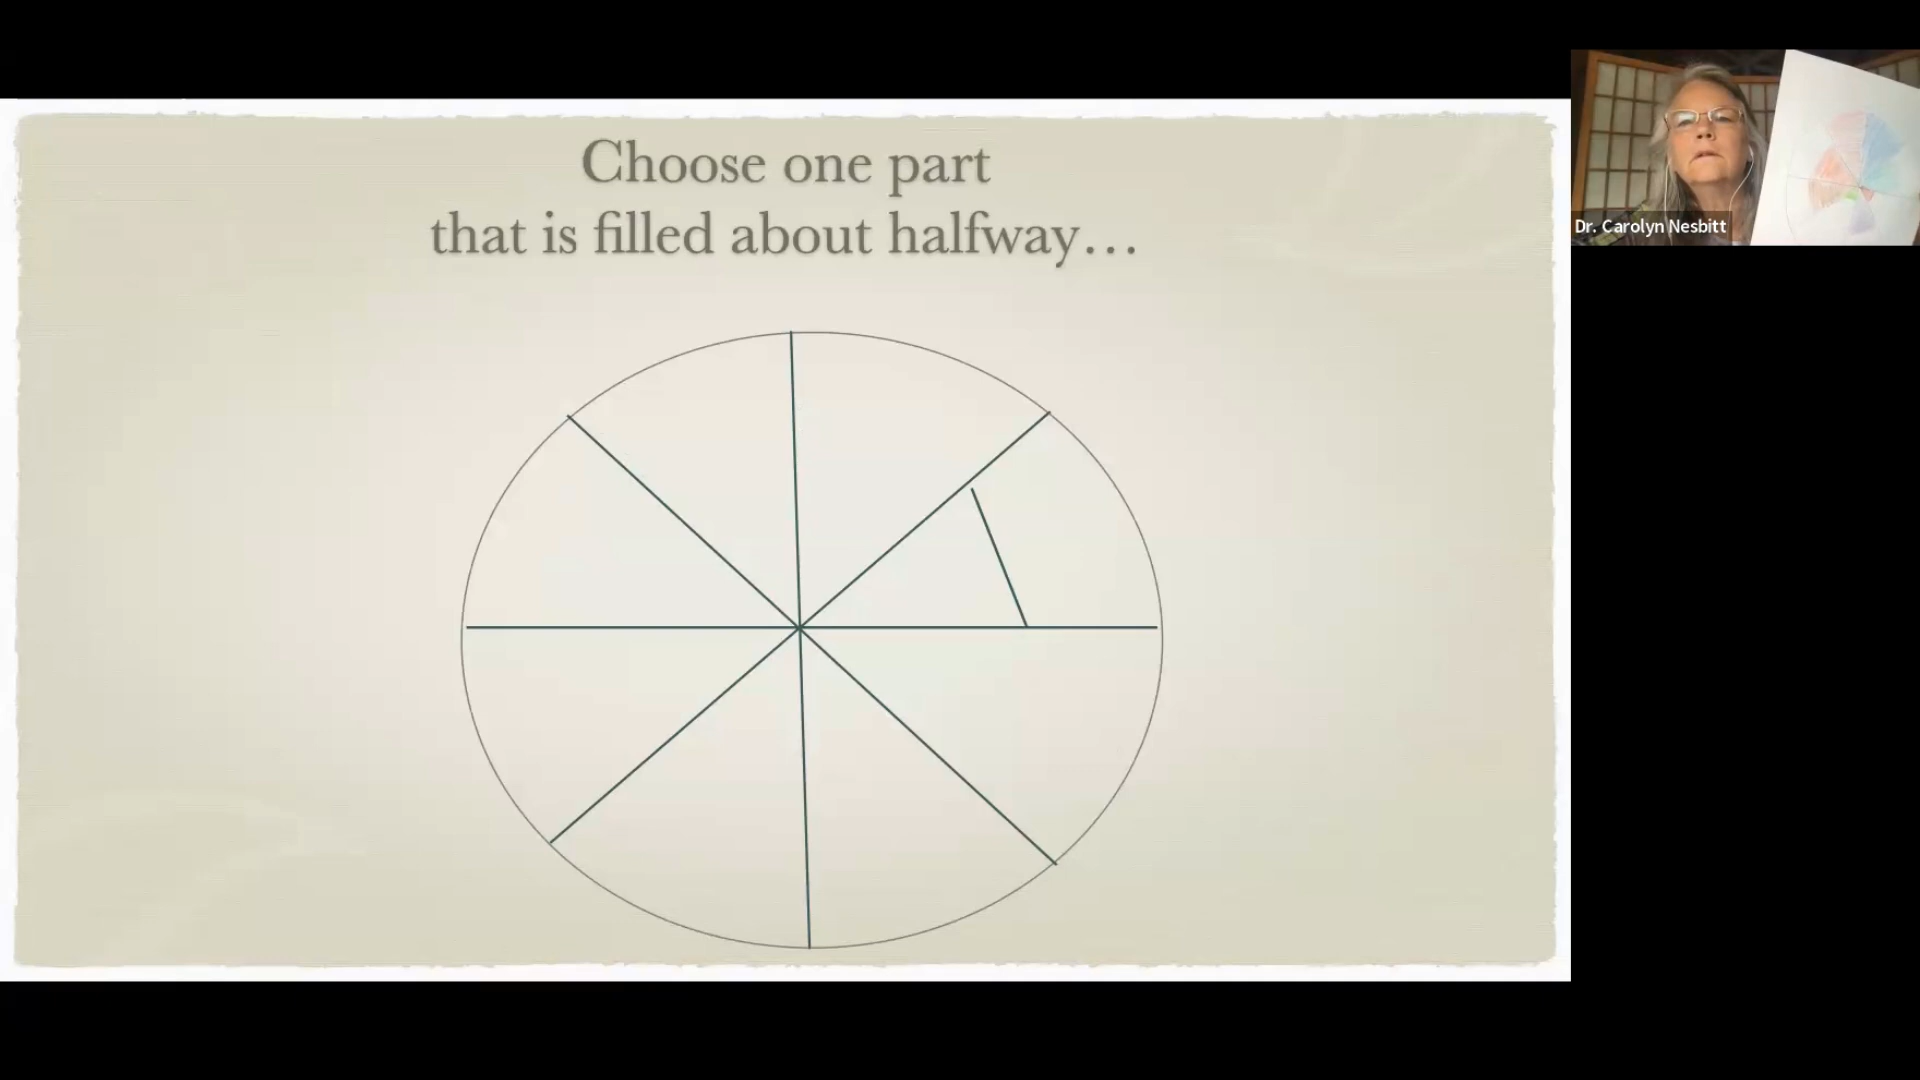 Choose one part
that is filled about halfway...
Dr. Carolyn Nesbitt